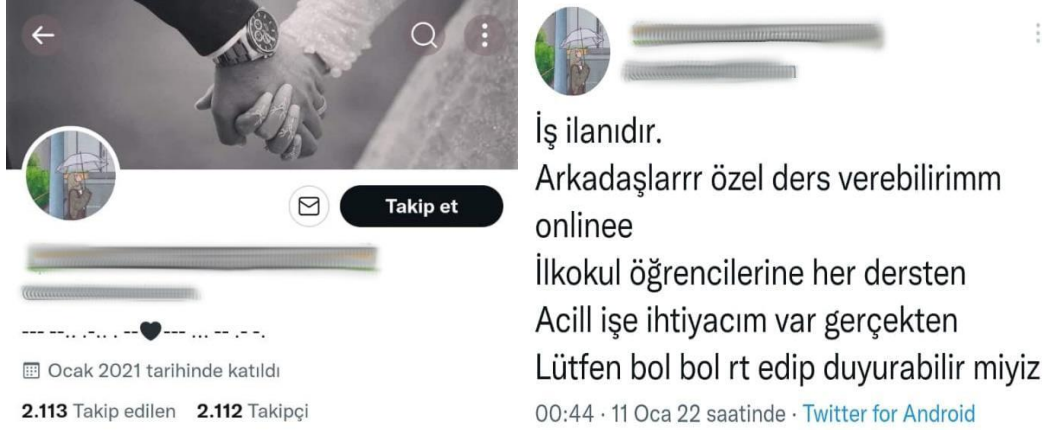 Takip et
--- --.. .-.. . --🖤--- ... -- .- -.
Ocak 2021 tarihinde katıldı
2.113 Takip edilen 2.112 Takipçi
İş ilanıdır.
Arkadaşlarrr özel ders verebilirimm
onlinee
İlkokul öğrencilerine her dersten
Acill işe ihtiyacım var gerçekten
Lütfen bol bol rt edip duyurabilir miyiz
00:44 · 11 Oca 22 saatinde · Twitter for Android